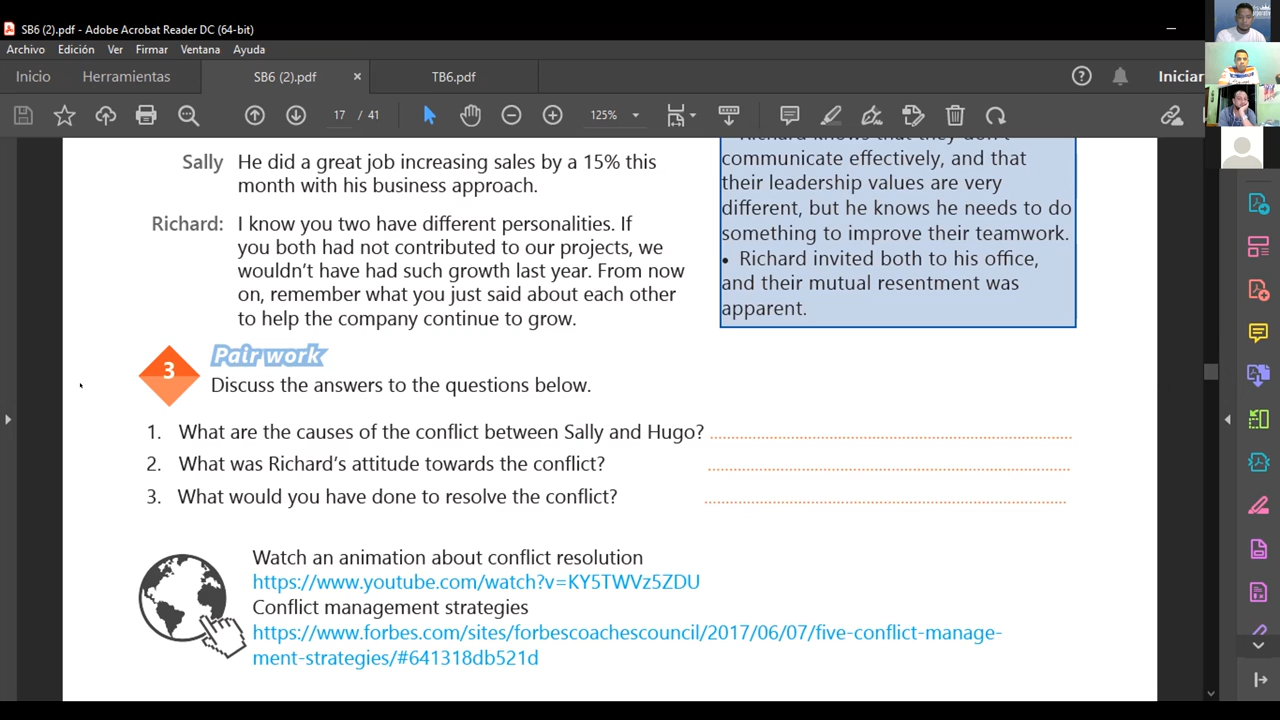 SB6 (2).pdf - Adobe Acrobat Reader DC (64-bit)
Archivo Edición Ver Firmar Ventana Ayuda
Inicio Herramientas SB6 (2).pdf × TB6.pdf Iniciar
17 / 41 125%
Sally He did a great job increasing sales by a 15% this
month with his business approach.
Richard: I know you two have different personalities. If
you both had not contributed to our projects, we
wouldn't have had such growth last year. From now
on, remember what you just said about each other
to help the company continue to grow.
• Richard knows that they don't
communicate effectively, and that
their leadership values are very
different, but he knows he needs to do
something to improve their teamwork.
• Richard invited both to his office,
and their mutual resentment was
apparent.
3 Pair work
Discuss the answers to the questions below.
1. What are the causes of the conflict between Sally and Hugo?
2. What was Richard's attitude towards the conflict?
3. What would you have done to resolve the conflict?
Watch an animation about conflict resolution
https://www.youtube.com/watch?v=KY5TWVz5ZDU
Conflict management strategies
https://www.forbes.com/sites/forbescoachescouncil/2017/06/07/five-conflict-manage-
ment-strategies/#641318db521d